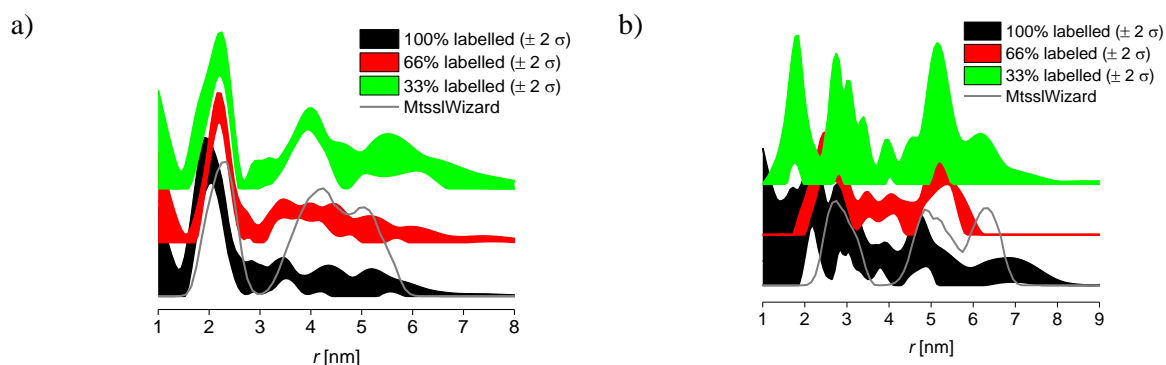 a)
100% labelled (± 2 σ)
66% labelled (± 2 σ)
33% labelled (± 2 σ)
MtsslWizard
1 2 3 4 5 6 7 8
r [nm]
b)
100% labelled (± 2 σ)
66% labelled (± 2 σ)
33% labelled (± 2 σ)
MtsslWizard
1 2 3 4 5 6 7 8 9
r [nm]